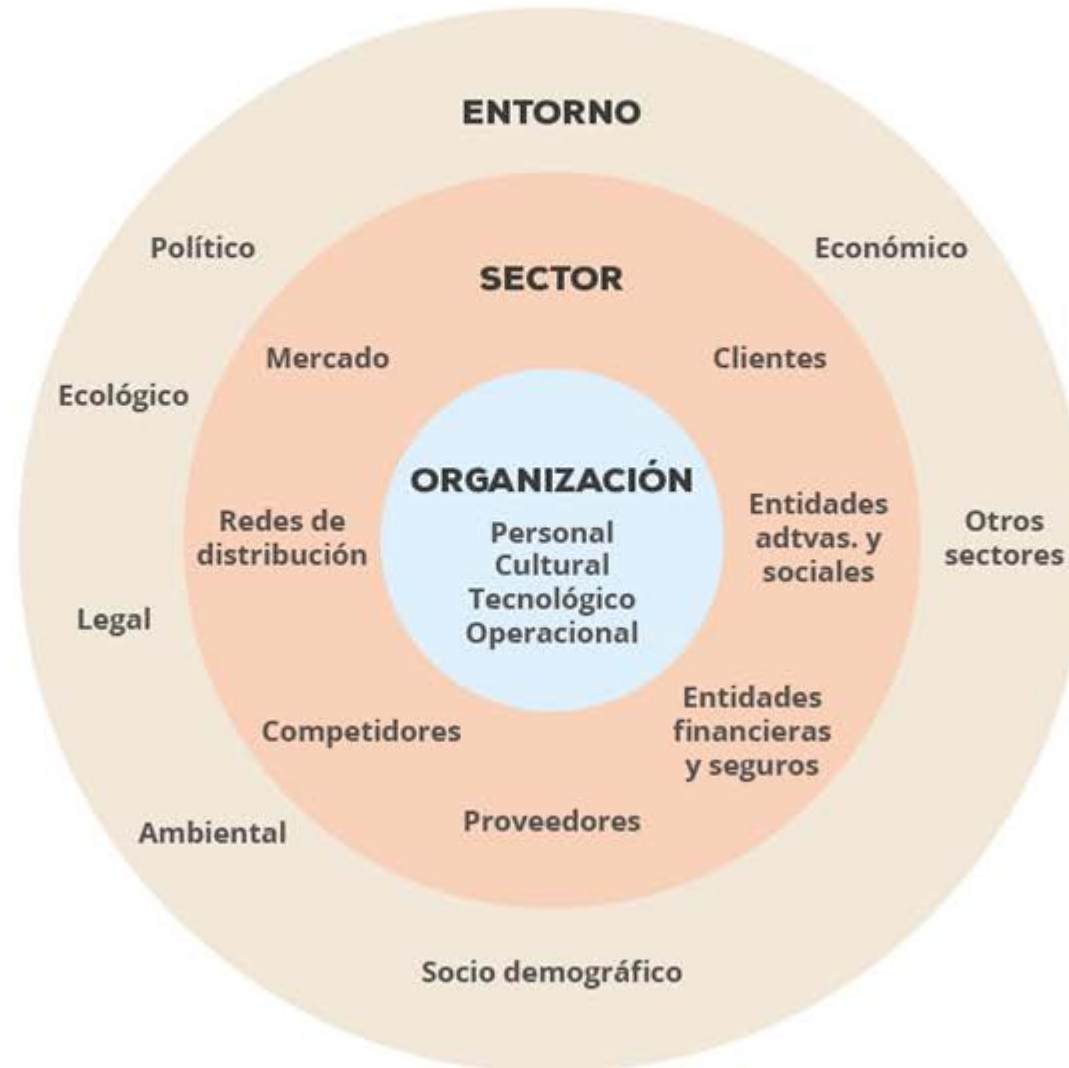 ENTORNO
Político
Económico
SECTOR
Mercado
Clientes
Ecológico
ORGANIZACIÓN
Personal
Cultural
Tecnológico
Operacional
Redes de
distribución
Entidades
adtvas. y
sociales
Otros
sectores
Legal
Entidades
financieras
y seguros
Competidores
Proveedores
Ambiental
Socio demográfico